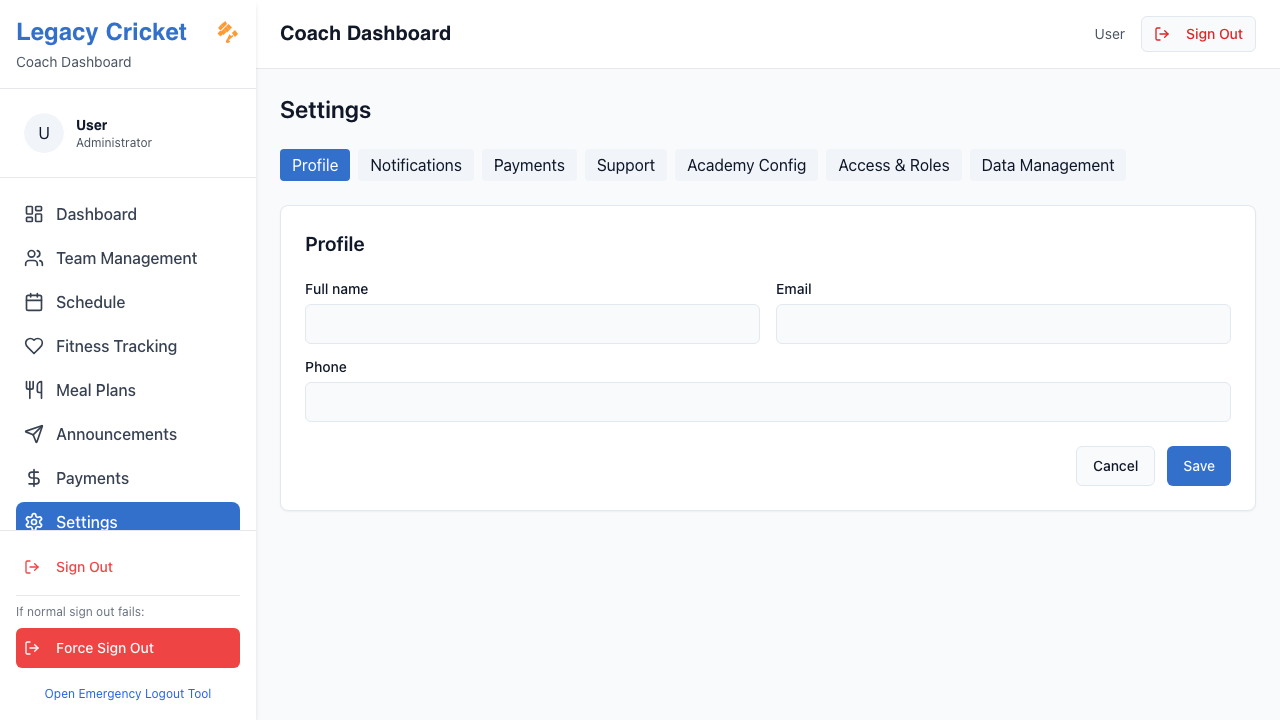 Legacy Cricket
Coach Dashboard
U
User
Administrator
Dashboard
Team Management
Schedule
Fitness Tracking
Meal Plans
Announcements
Payments
Settings
Sign Out
If normal sign out fails:
Force Sign Out
Open Emergency Logout Tool
Coach Dashboard
User
Sign Out
Settings
Profile
Notifications
Payments
Support
Academy Config
Access & Roles
Data Management
Profile
Full name
Email
Phone
Cancel
Save